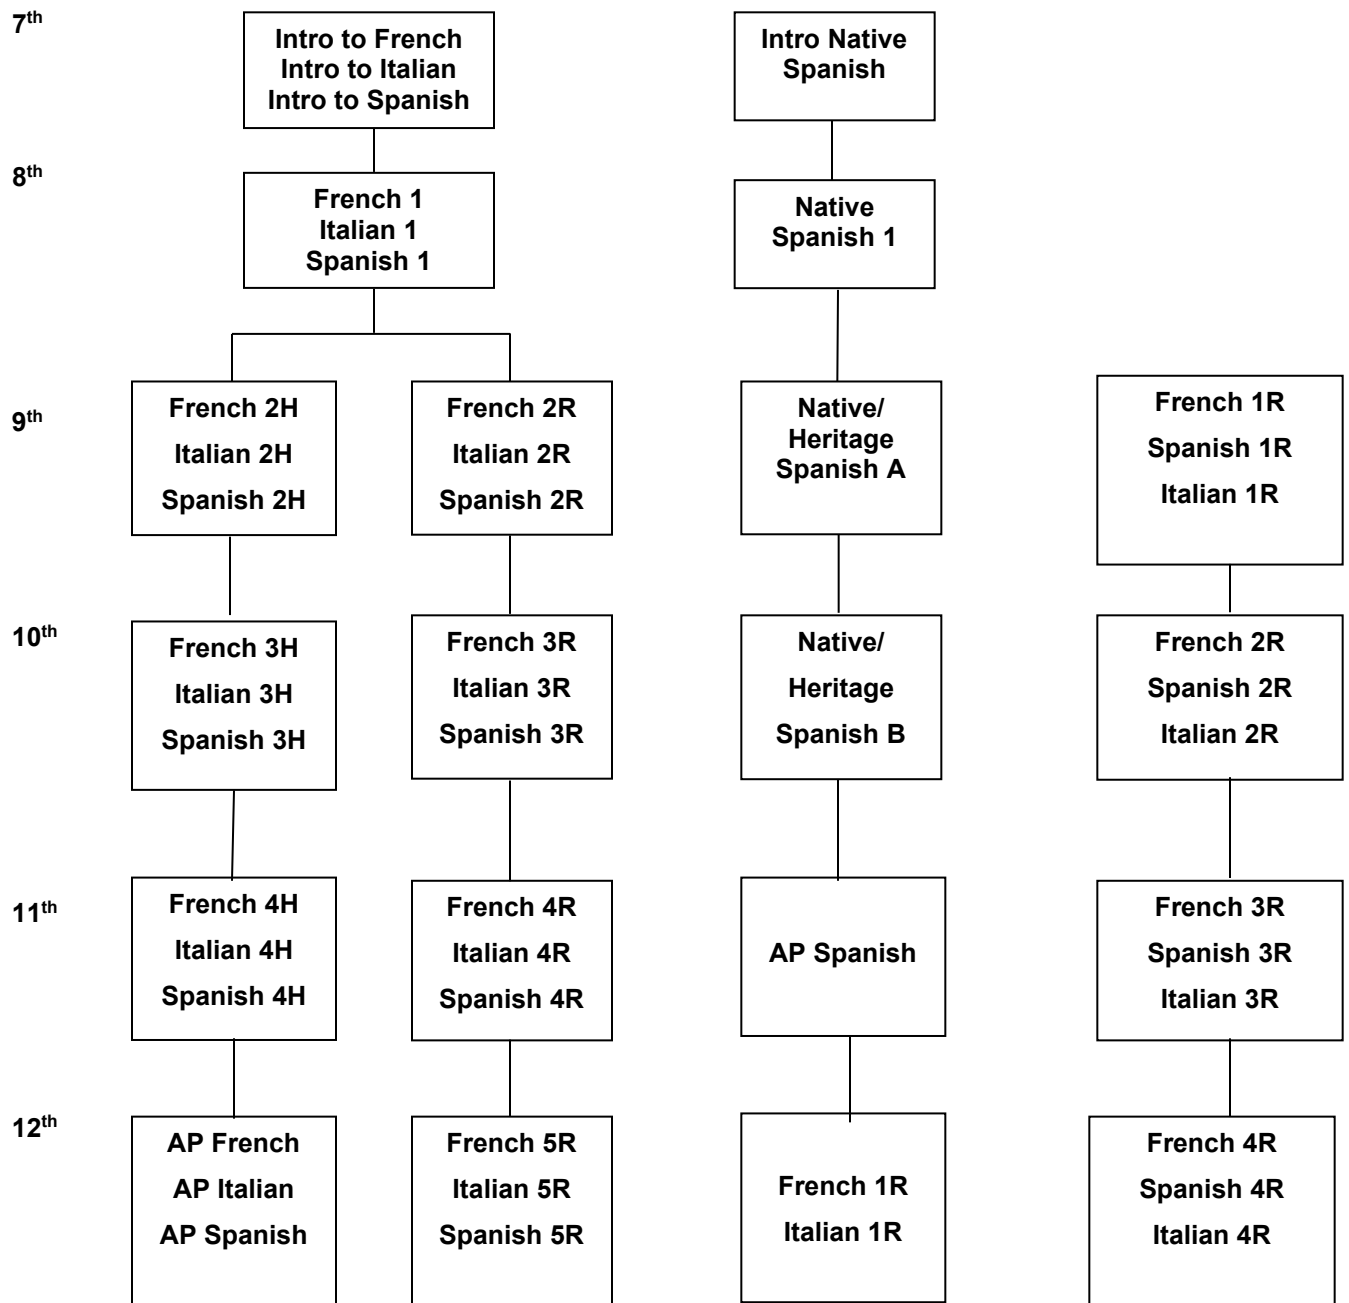 7th
Intro to French
Intro to Italian
Intro to Spanish
Intro Native
Spanish
8th
French 1
Italian 1
Spanish 1
Native
Spanish 1
9th
French 2H
Italian 2H
Spanish 2H
French 2R
Italian 2R
Spanish 2R
Native/
Heritage
Spanish A
French 1R
Spanish 1R
Italian 1R
10th
French 3H
Italian 3H
Spanish 3H
French 3R
Italian 3R
Spanish 3R
Native/
Heritage
Spanish B
French 2R
Spanish 2R
Italian 2R
11th
French 4H
Italian 4H
Spanish 4H
French 4R
Italian 4R
Spanish 4R
AP Spanish
French 3R
Spanish 3R
Italian 3R
12th
AP French
AP Italian
AP Spanish
French 5R
Italian 5R
Spanish 5R
French 1R
Italian 1R
French 4R
Spanish 4R
Italian 4R